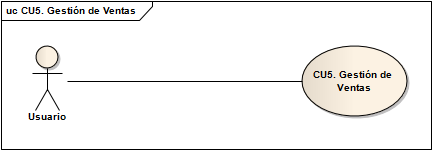 uc CU5. Gestión de Ventas
CU5. Gestión de
Ventas
Usuario